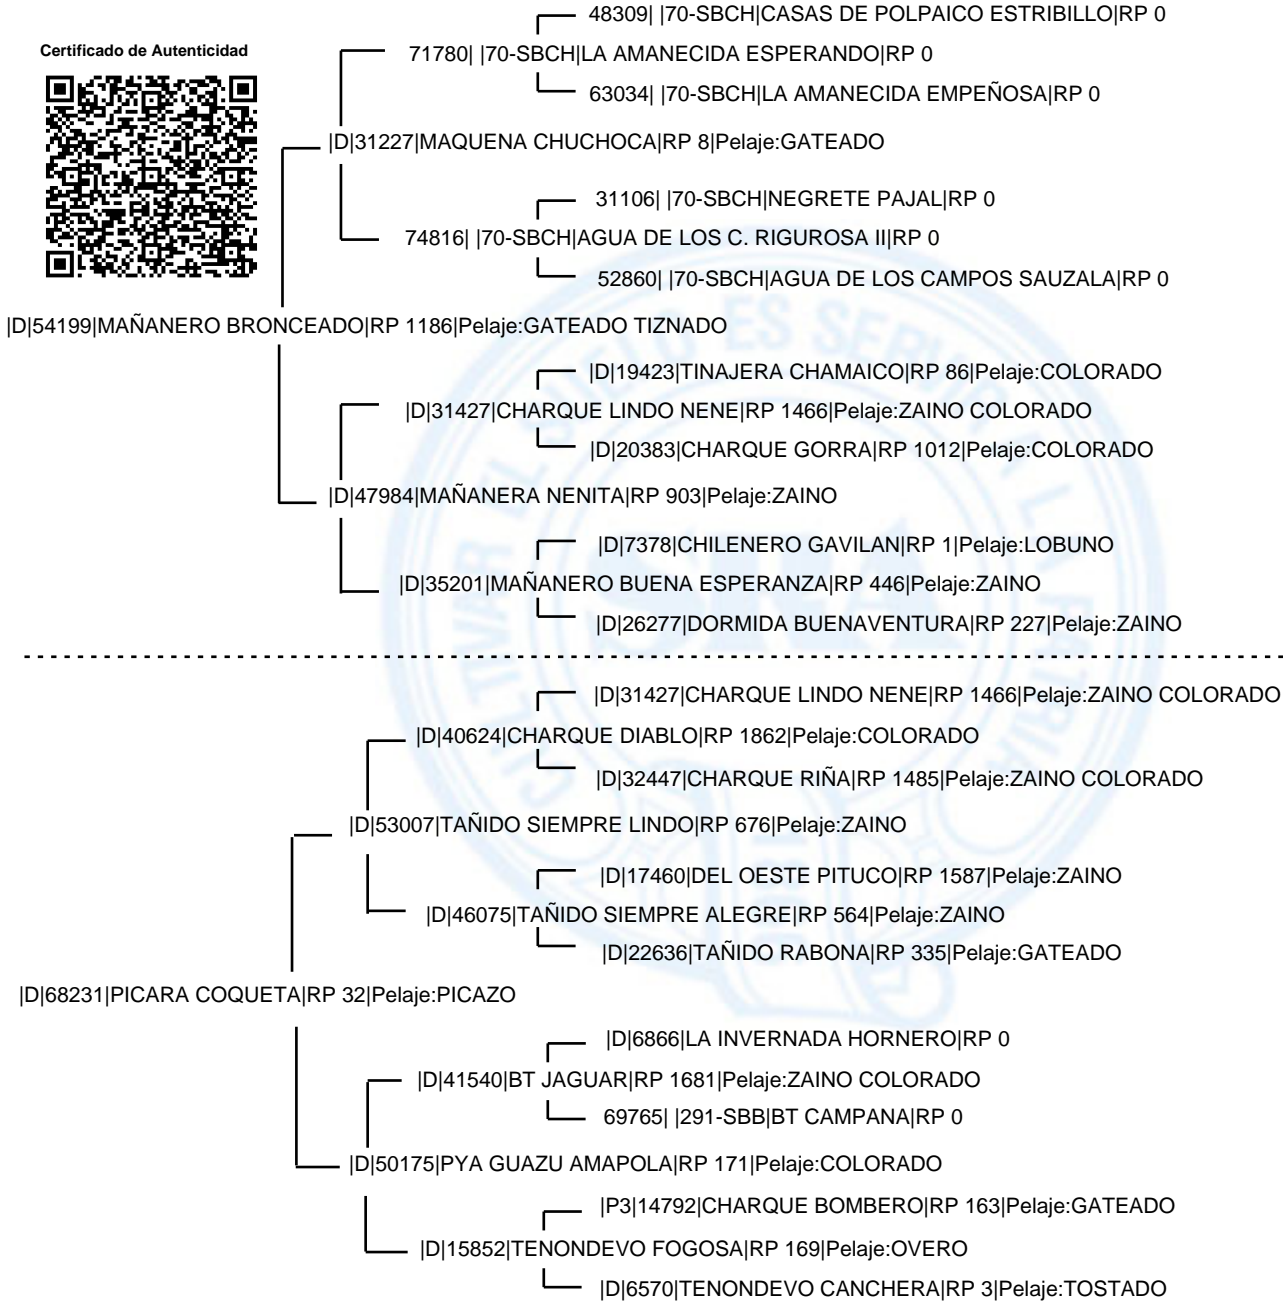 48309| |70-SBCH|CASAS DE POLPAICO ESTRIBILLO|RP 0
Certificado de Autenticidad
71780| |70-SBCH|LA AMANECIDA ESPERANDO|RP 0
63034| |70-SBCH|LA AMANECIDA EMPEÑOSA|RP 0
|D|31227|MAQUENA CHUCHOCA|RP 8|Pelaje:GATEADO
31106| |70-SBCH|NEGRETE PAJAL|RP 0
74816| |70-SBCH|AGUA DE LOS C. RIGUROSA II|RP 0
52860| |70-SBCH|AGUA DE LOS CAMPOS SAUZALA|RP 0
|D|54199|MAÑANERO BRONCEADO|RP 1186|Pelaje:GATEADO TIZNADO
|D|19423|TINAJERA CHAMAICO|RP 86|Pelaje:COLORADO
|D|31427|CHARQUE LINDO NENE|RP 1466|Pelaje:ZAINO COLORADO
|D|20383|CHARQUE GORRA|RP 1012|Pelaje:COLORADO
|D|47984|MAÑANERA NENITA|RP 903|Pelaje:ZAINO
|D|7378|CHILENERO GAVILAN|RP 1|Pelaje:LOBUNO
|D|35201|MAÑANERO BUENA ESPERANZA|RP 446|Pelaje:ZAINO
|D|26277|DORMIDA BUENAVENTURA|RP 227|Pelaje:ZAINO
|D|31427|CHARQUE LINDO NENE|RP 1466|Pelaje:ZAINO COLORADO
|D|40624|CHARQUE DIABLO|RP 1862|Pelaje:COLORADO
|D|32447|CHARQUE RIÑA|RP 1485|Pelaje:ZAINO COLORADO
|D|53007|TAÑIDO SIEMPRE LINDO|RP 676|Pelaje:ZAINO
|D|17460|DEL OESTE PITUCO|RP 1587|Pelaje:ZAINO
|D|46075|TAÑIDO SIEMPRE ALEGRE|RP 564|Pelaje:ZAINO
|D|22636|TAÑIDO RABONA|RP 335|Pelaje:GATEADO
|D|68231|PICARA COQUETA|RP 32|Pelaje:PICAZO
|D|6866|LA INVERNADA HORNERO|RP 0
|D|41540|BT JAGUAR|RP 1681|Pelaje:ZAINO COLORADO
69765| |291-SBB|BT CAMPANA|RP 0
|D|50175|PYA GUAZU AMAPOLA|RP 171|Pelaje:COLORADO
|P3|14792|CHARQUE BOMBERO|RP 163|Pelaje:GATEADO
|D|15852|TENONDEVO FOGOSA|RP 169|Pelaje:OVERO
|D|6570|TENONDEVO CANCHERA|RP 3|Pelaje:TOSTADO
CULTIVAR EL SUELO ES SERVIR A LA PATRIA
SRA